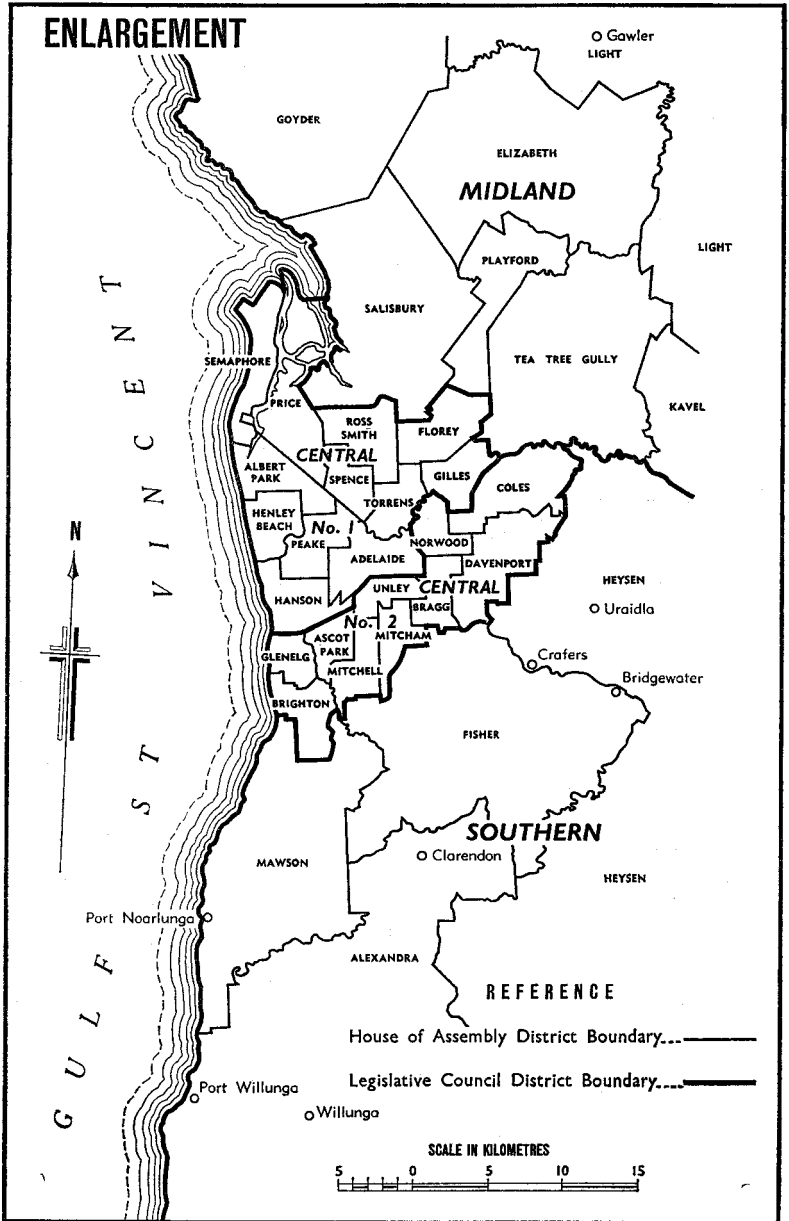 ENLARGEMENT
Gawler
LIGHT
GOYDER
ELIZABETH
MIDLAND
PLAYFORD
LIGHT
SALISBURY
TEA TREE GULLY
SEMAPHORE
KAVEL
PRICE
ROSS
SMITH
FLOREY
CENTRAL
ALBERT
PARK
SPENCE
GILLES
COLES
TORRENS
HENLEY
BEACH
No. 1
PEAKE
NORWOOD
ADELAIDE
DAVENPORT
HANSON
UNLEY
CENTRAL
BRAGG
HEYSEN
Uraidla
No. 2
ASCOT
PARK
MITCHAM
GLENELG
MITCHELL
Crafers
Bridgewater
BRIGHTON
FISHER
N
GULF ST VINCENT
SOUTHERN
MAWSON
Clarendon
HEYSEN
Port Noarlunga
ALEXANDRA
REFERENCE
House of Assembly District Boundary
Legislative Council District Boundary
Port Willunga
Willunga
SCALE IN KILOMETRES
5 0 5 10 15